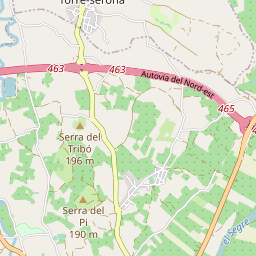 Torre-serona
463
463
Autovia del Nord-est
465
Serra del
Tribó
196 m
Serra del
Pi
190 m
el Segre